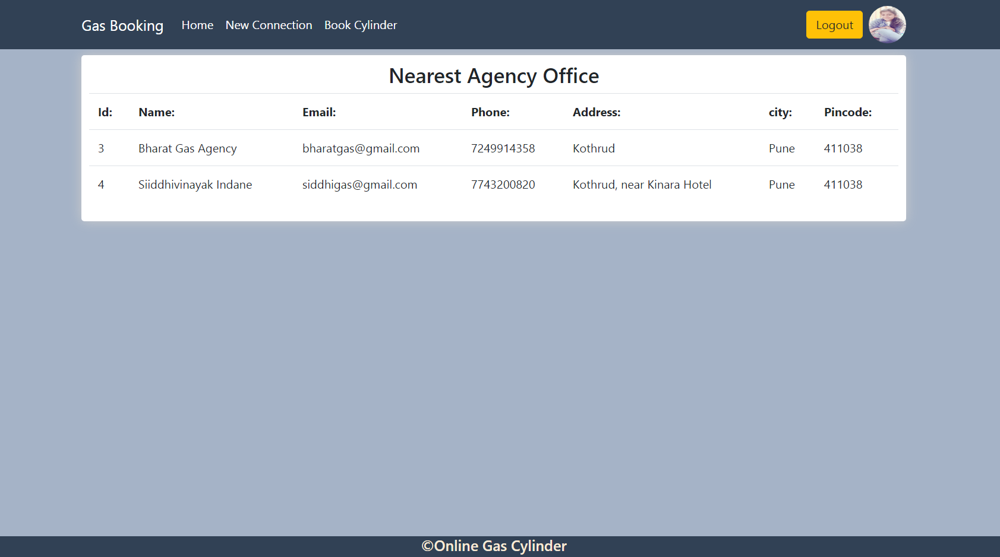 Gas Booking Home New Connection Book Cylinder Logout
Nearest Agency Office
Id: Name: Email: Phone: Address: city: Pincode:
3 Bharat Gas Agency bharatgas@gmail.com 7249914358 Kothrud Pune 411038
4 Siiddhivinayak Indane siddhigas@gmail.com 7743200820 Kothrud, near Kinara Hotel Pune 411038
©Online Gas Cylinder